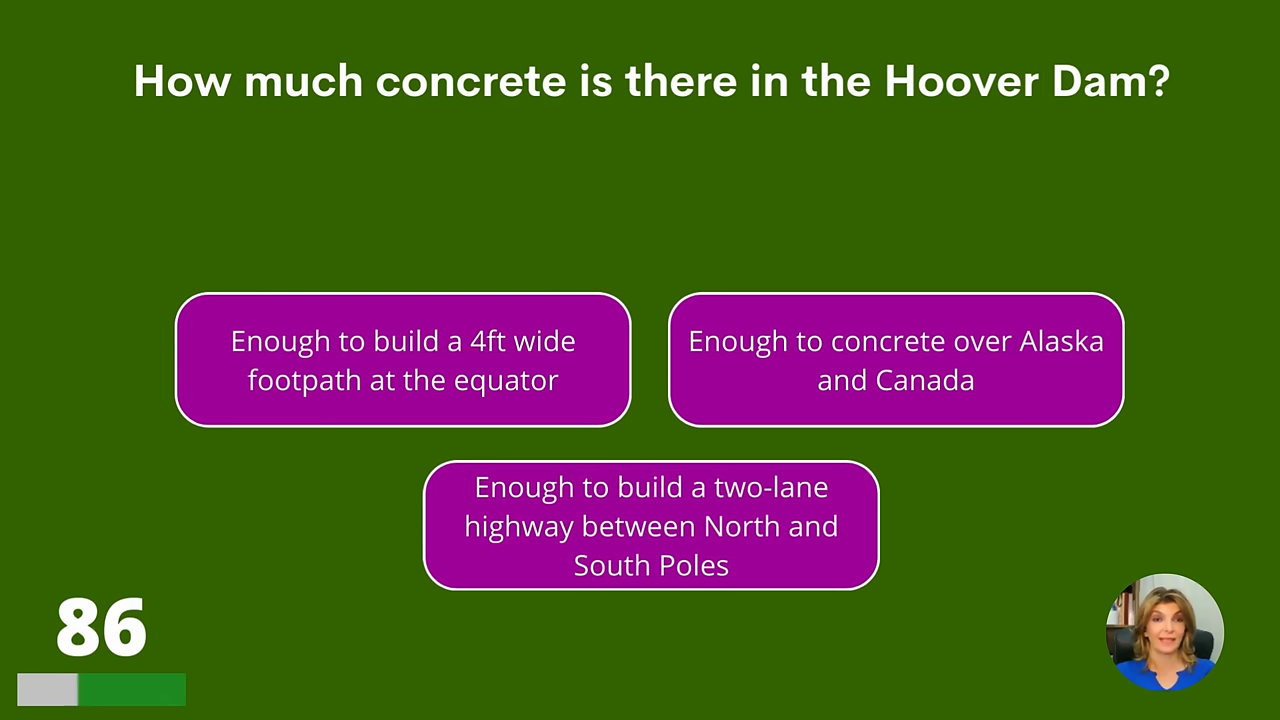 How much concrete is there in the Hoover Dam?
Enough to build a 4ft wide
footpath at the equator
Enough to concrete over Alaska
and Canada
Enough to build a two-lane
highway between North and
South Poles
86